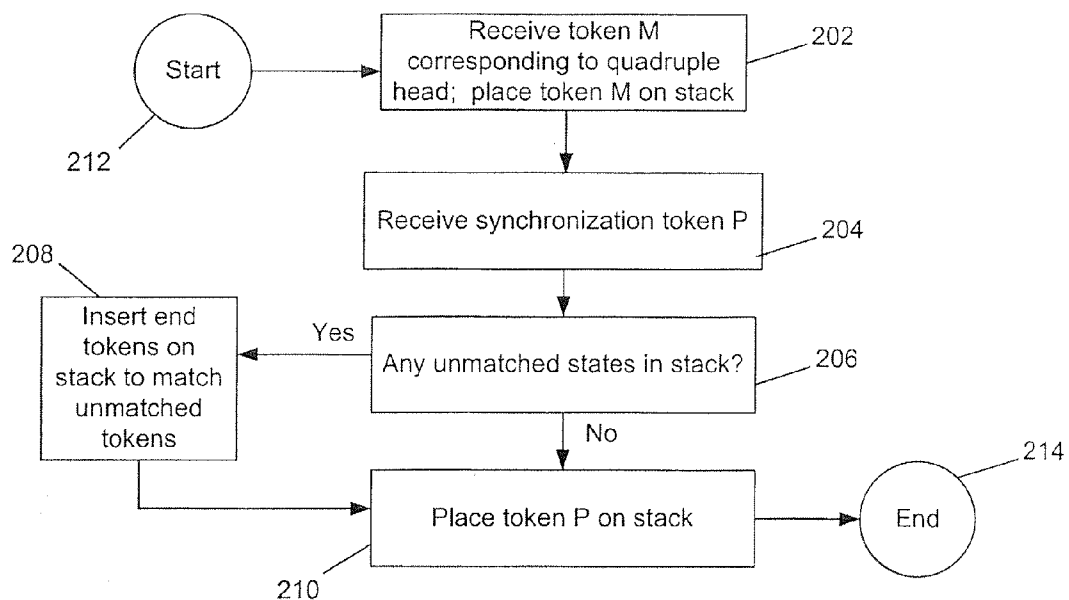 Start
212
Receive token M
corresponding to quadruple
head; place token M on stack
202
Receive synchronization token P
204
208
Insert end
tokens on
stack to match
unmatched
tokens
Yes
Any unmatched states in stack?
206
No
Place token P on stack
210
End
214